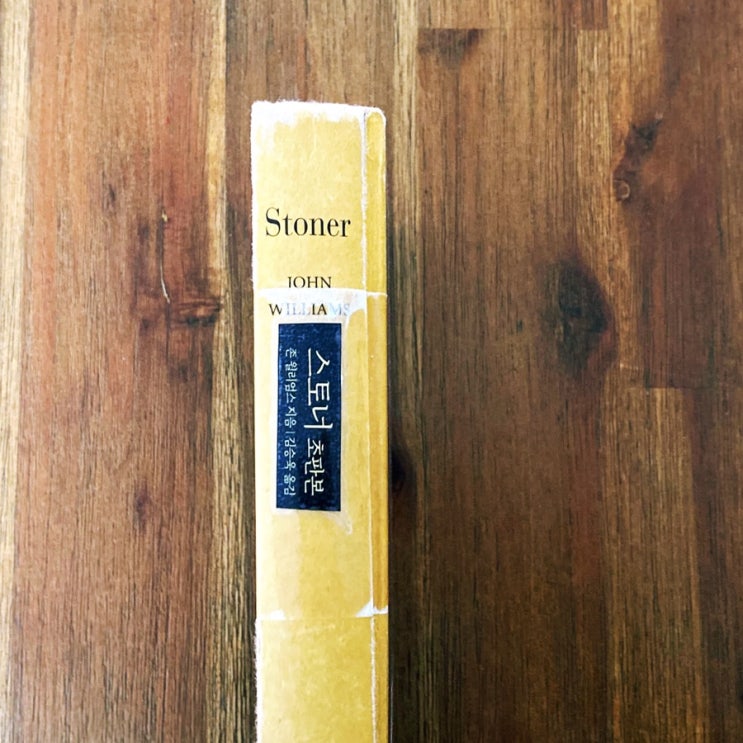 Stoner
JOHN
WILLIAMS
스토너 초판본
존 윌리엄스 지음 | 김승욱 옮김